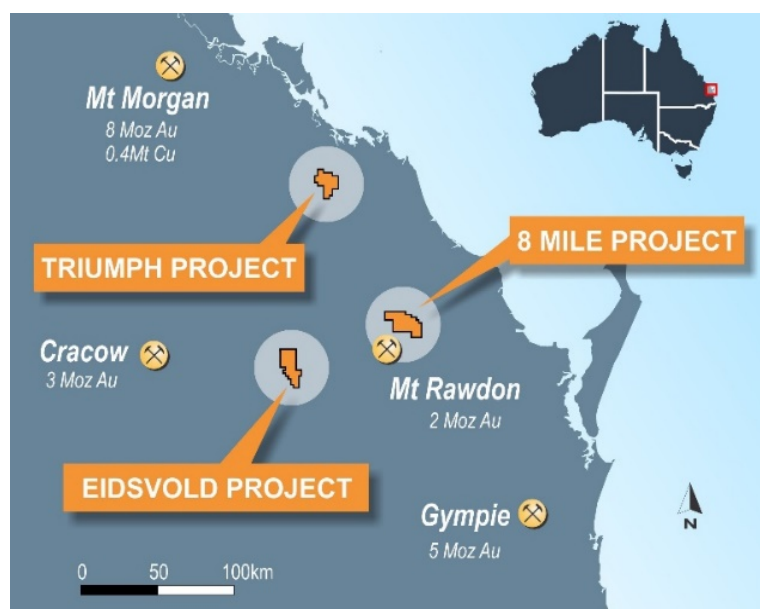 Mt Morgan
8 Moz Au
0.4Mt Cu
TRIUMPH PROJECT
8 MILE PROJECT
Cracow
3 Moz Au
Mt Rawdon
2 Moz Au
EIDSVOLD PROJECT
Gympie
5 Moz Au
N
0 50 100km